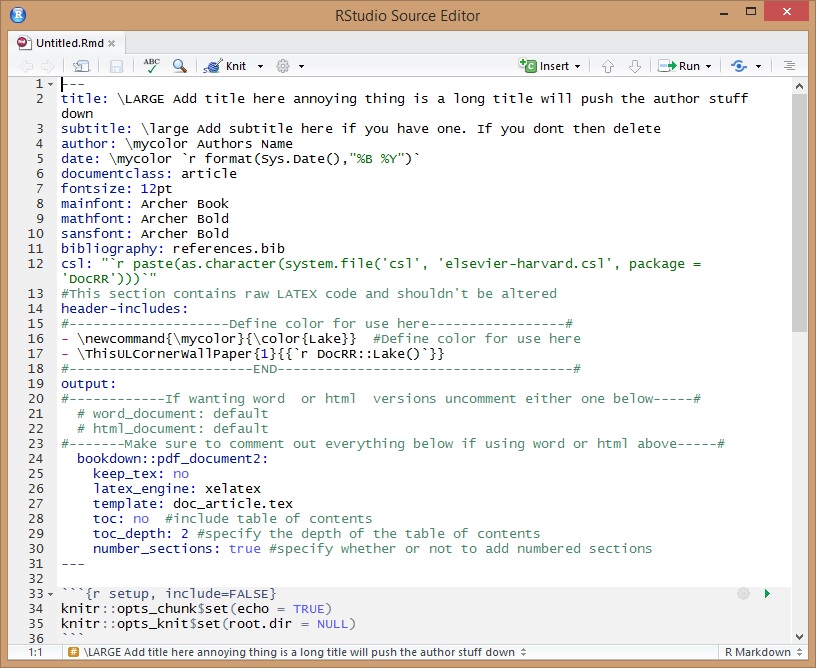 RStudio Source Editor
Untitled.Rmd
ABC Knit Insert Run
1 ---
2 title: \LARGE Add title here annoying thing is a long title will push the author stuff
down
3 subtitle: \large Add subtitle here if you have one. If you dont then delete
4 author: \mycolor Authors Name
5 date: \mycolor `r format(Sys.Date(),"%B %Y")`
6 documentclass: article
7 fontsize: 12pt
8 mainfont: Archer Book
9 mathfont: Archer Bold
10 sansfont: Archer Bold
11 bibliography: references.bib
12 csl: "`r paste(as.character(system.file('csl', 'elsevier-harvard.csl', package =
'DocRR')))`"
13 #This section contains raw LATEX code and shouldn't be altered
14 header-includes:
15 #--------------------Define color for use here-----------------#
16 - \newcommand{\mycolor}{\color{Lake}}  #Define color for use here
17 - \ThisULCornerWallPaper{1}{{`r DocRR::Lake()`}}
18 #-----------------------END-------------------------------------#
19 output:
20 #------------If wanting word  or html  versions uncomment either one below-----#
21 # word_document: default
22 # html_document: default
23 #-------Make sure to comment out everything below if using word or html above-----#
24 bookdown::pdf_document2:
25 keep_tex: no
26 latex_engine: xelatex
27 template: doc_article.tex
28 toc: no  #include table of contents
29 toc_depth: 2 #specify the depth of the table of contents
30 number_sections: true #specify whether or not to add numbered sections
31 ---
32
33 ```{r setup, include=FALSE}
34 knitr::opts_chunk$set(echo = TRUE)
35 knitr::opts_knit$set(root.dir = NULL)
36 ```
1:1 # \LARGE Add title here annoying thing is a long title will push the author stuff down R Markdown